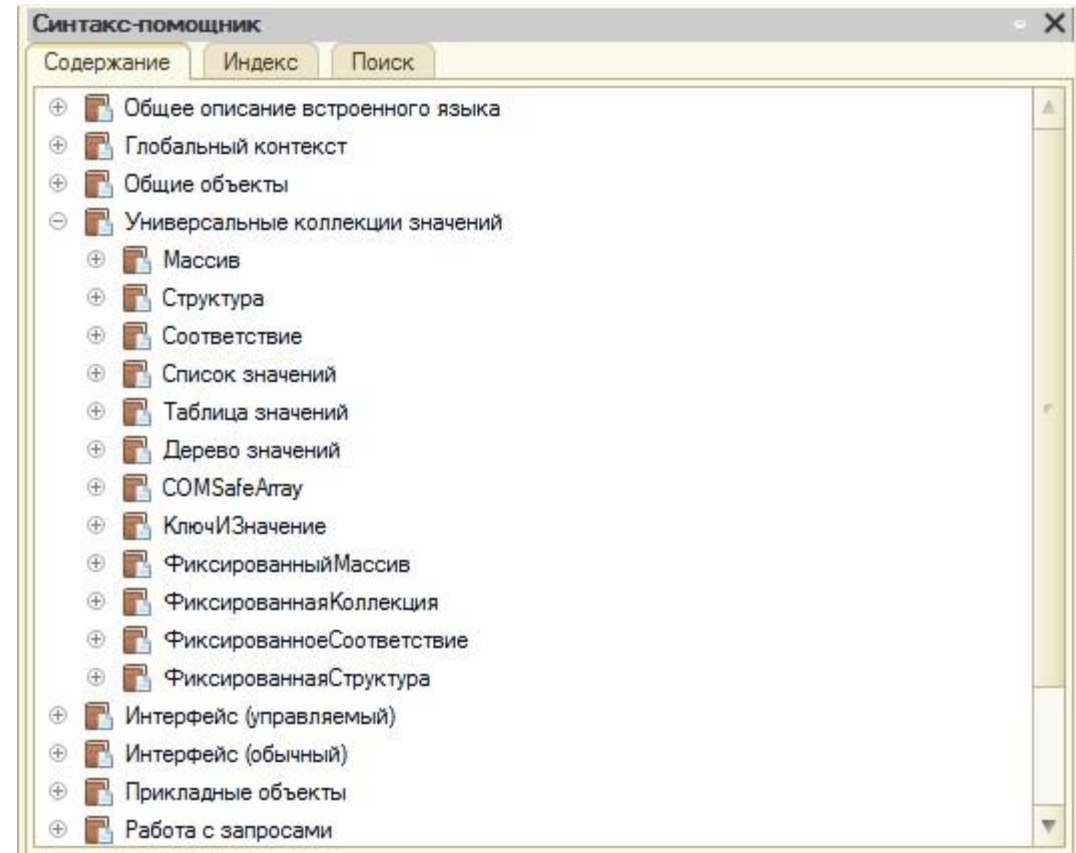 Синтакс-помощник
Содержание Индекс Поиск
Общее описание встроенного языка
Глобальный контекст
Общие объекты
Универсальные коллекции значений
Массив
Структура
Соответствие
Список значений
Таблица значений
Дерево значений
COMSafeArray
КлючИЗначение
ФиксированныйМассив
ФиксированнаяКоллекция
ФиксированноеСоответствие
ФиксированнаяСтруктура
Интерфейс (управляемый)
Интерфейс (обычный)
Прикладные объекты
Работа с запросами